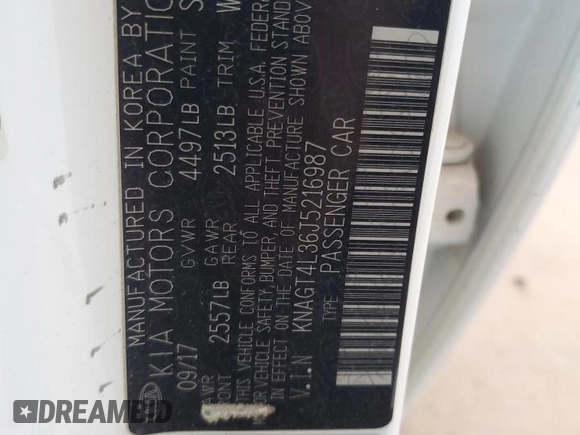 MANUFACTURED IN KOREA BY
KIA MOTORS CORPORATION
09/17 GVWR 4497LB PAINT S
GAWR FRONT 2557LB GAWR REAR 2513LB TRIM W
THIS VEHICLE CONFORMS TO ALL APPLICABLE U.S.A. FEDERAL
MOTOR VEHICLE SAFETY, BUMPER, AND THEFT PREVENTION STAND
IN EFFECT ON THE DATE OF MANUFACTURE SHOWN ABOV
V.I.N KNAGT4L36J5216987
TYPE PASSENGER CAR
DREAMBID